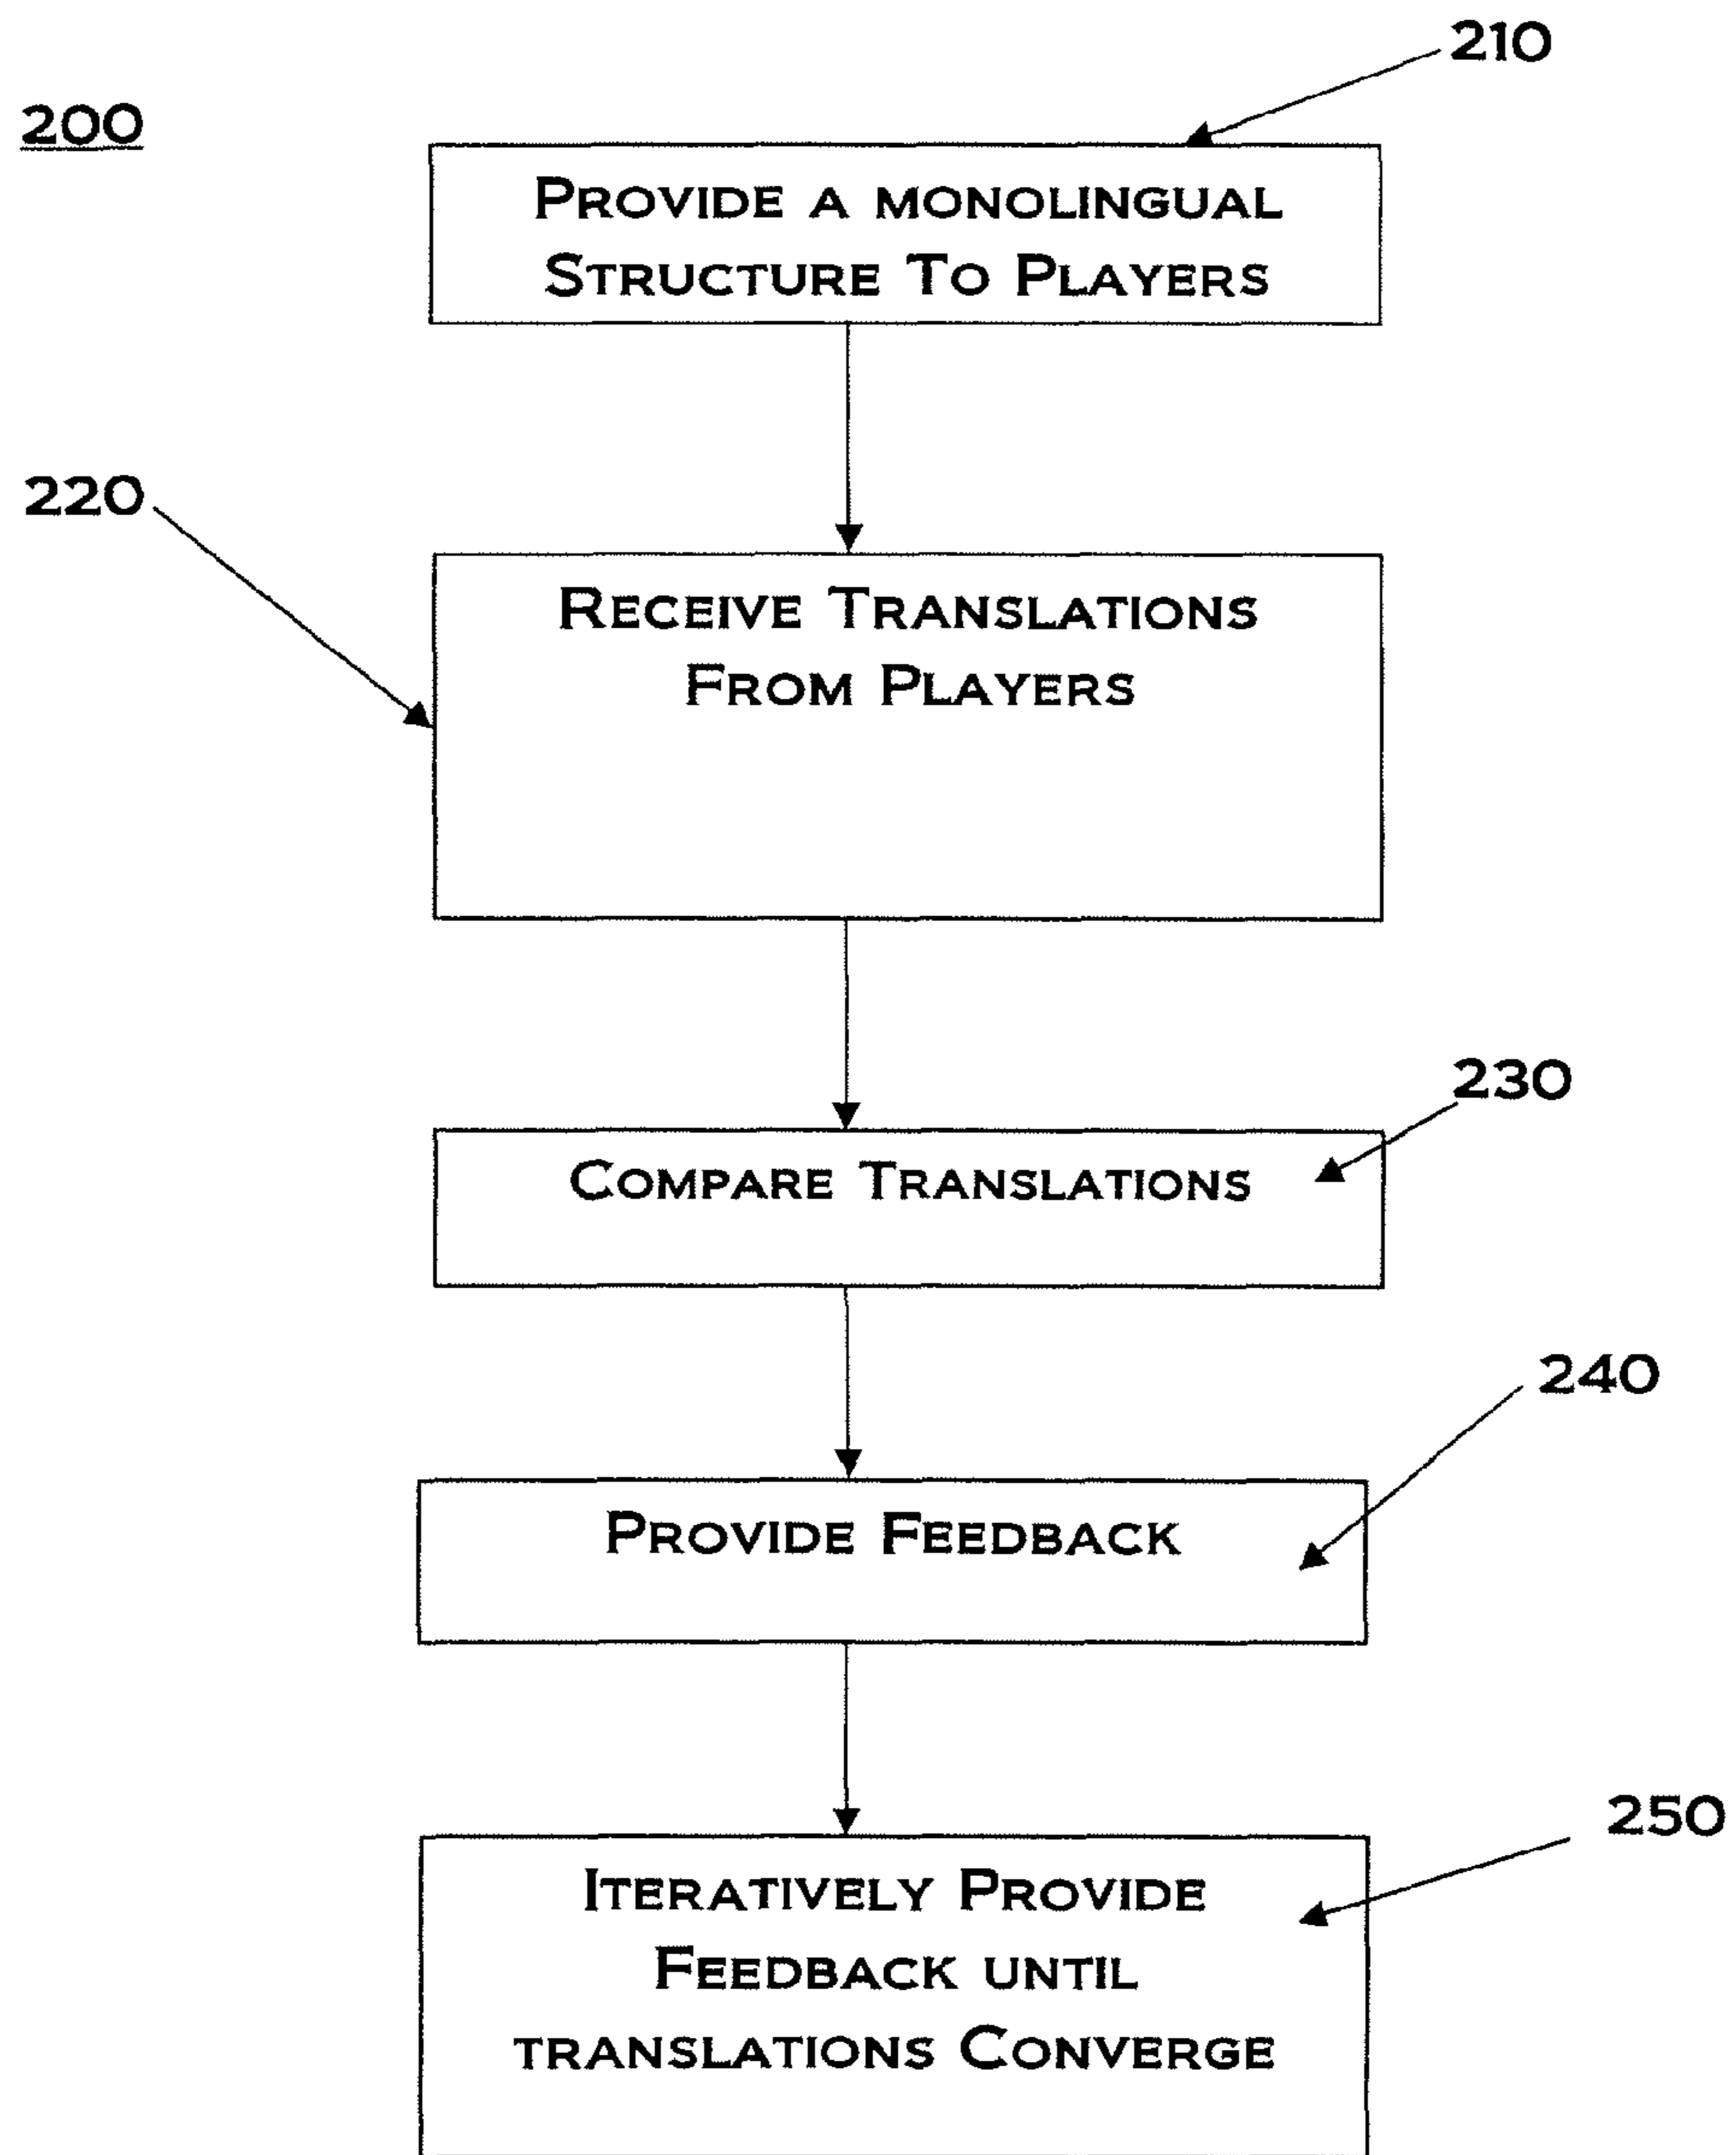 210
200
PROVIDE A MONOLINGUAL
STRUCTURE TO PLAYERS
220
RECEIVE TRANSLATIONS
FROM PLAYERS
230
COMPARE TRANSLATIONS
240
PROVIDE FEEDBACK
250
ITERATIVELY PROVIDE
FEEDBACK UNTIL
TRANSLATIONS CONVERGE